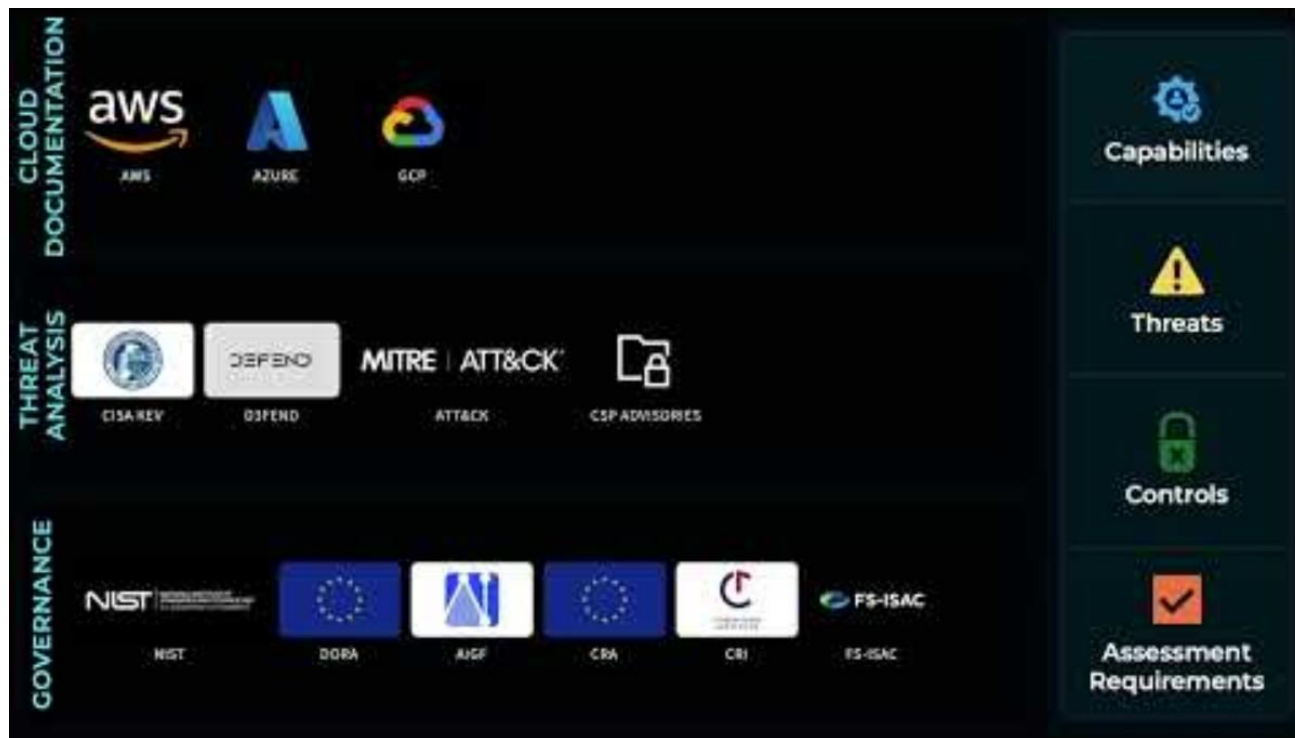 CLOUD
DOCUMENTATION
aws
AWS
AZURE
GCP
THREAT
ANALYSIS
CISA KEV
D3FEND
D3FEND
MITRE | ATT&CK
ATT&CK
CSP ADVISORIES
GOVERNANCE
NIST
NIST
DORA
AIGF
CRA
CRI
FS-ISAC
FS-ISAC
Capabilities
Threats
Controls
Assessment
Requirements